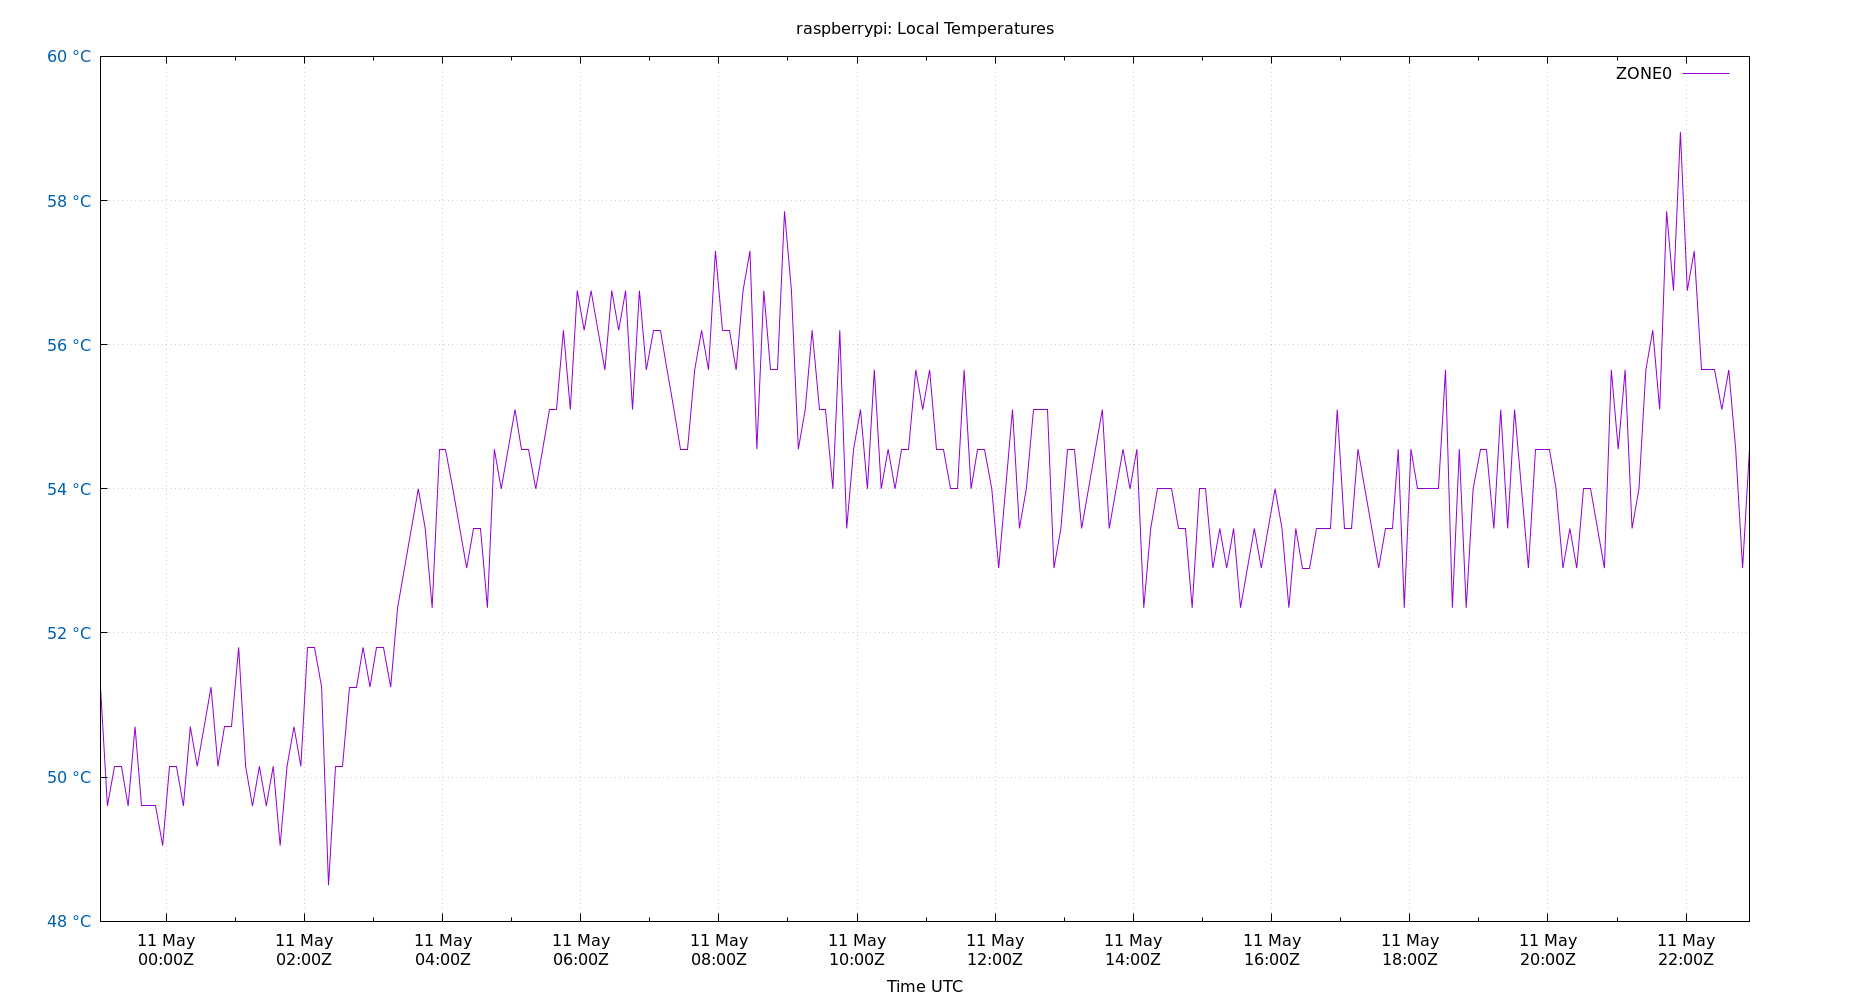 raspberrypi: Local Temperatures
60 °C
ZONE0
58 °C
56 °C
54 °C
52 °C
50 °C
48 °C
11 May 11 May 11 May 11 May 11 May 11 May 11 May 11 May 11 May 11 May 11 May 11 May
00:00Z 02:00Z 04:00Z 06:00Z 08:00Z 10:00Z 12:00Z 14:00Z 16:00Z 18:00Z 20:00Z 22:00Z
Time UTC